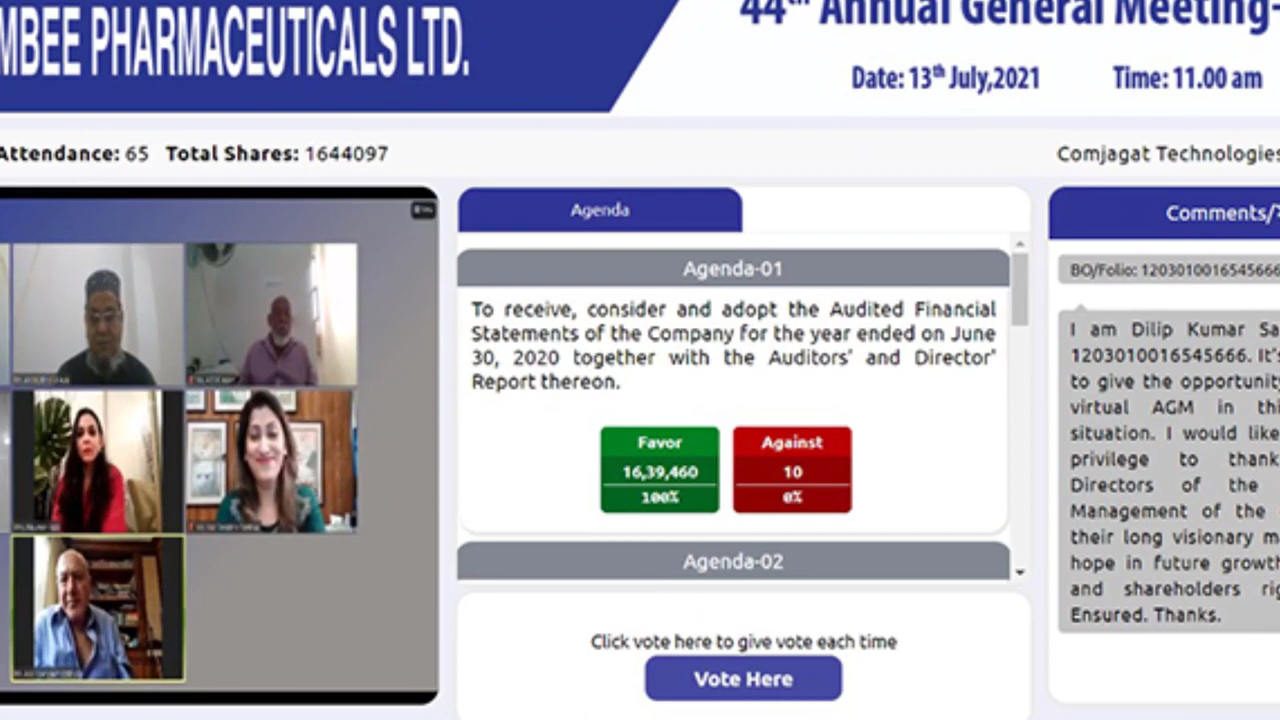 MBEE PHARMACEUTICALS LTD.
44th Annual General Meeting-
Date: 13th July,2021 Time: 11.00 am
Attendance: 65 Total Shares: 1644097
Comjagat Technologies
Agenda
Agenda-01
To receive, consider and adopt the Audited Financial
Statements of the Company for the year ended on June
30, 2020 together with the Auditors' and Director'
Report thereon.
Favor
16,39,460
100%
Against
10
0%
Agenda-02
Click vote here to give vote each time
Vote Here
Comments/
BO/Folio: 1203010016545666
I am Dilip Kumar Sa
1203010016545666. It's
to give the opportunity
virtual AGM in thi
situation. I would like
privilege to thank
Directors of the
Management of the
their long visionary m
hope in future growth
and shareholders rig
Ensured. Thanks.